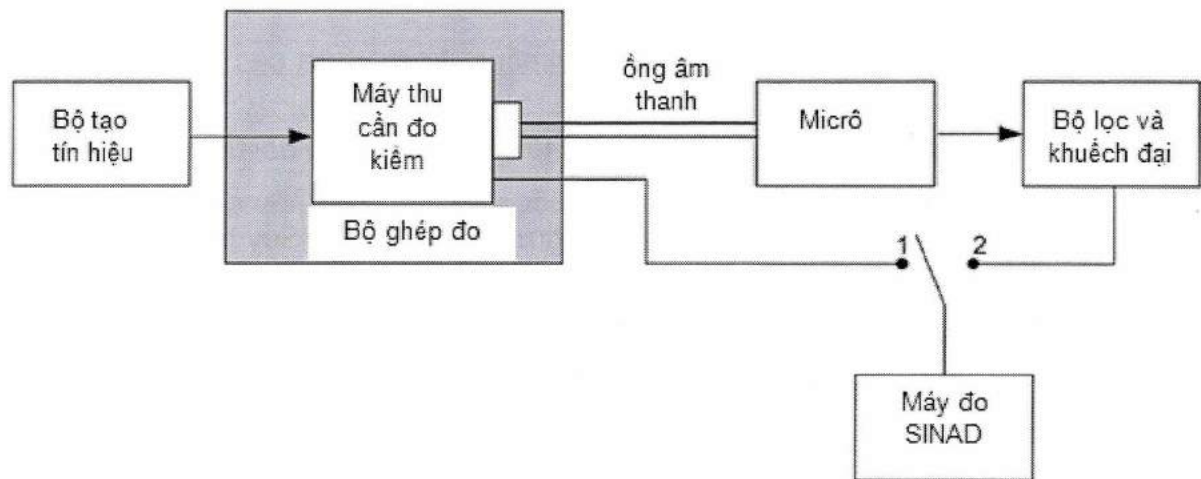 Bộ tạo
tín hiệu
Máy thu
cần đo
kiểm
Bộ ghép đo
ống âm
thanh
Micrô
Bộ lọc và
khuếch đại
1
2
Máy đo
SINAD